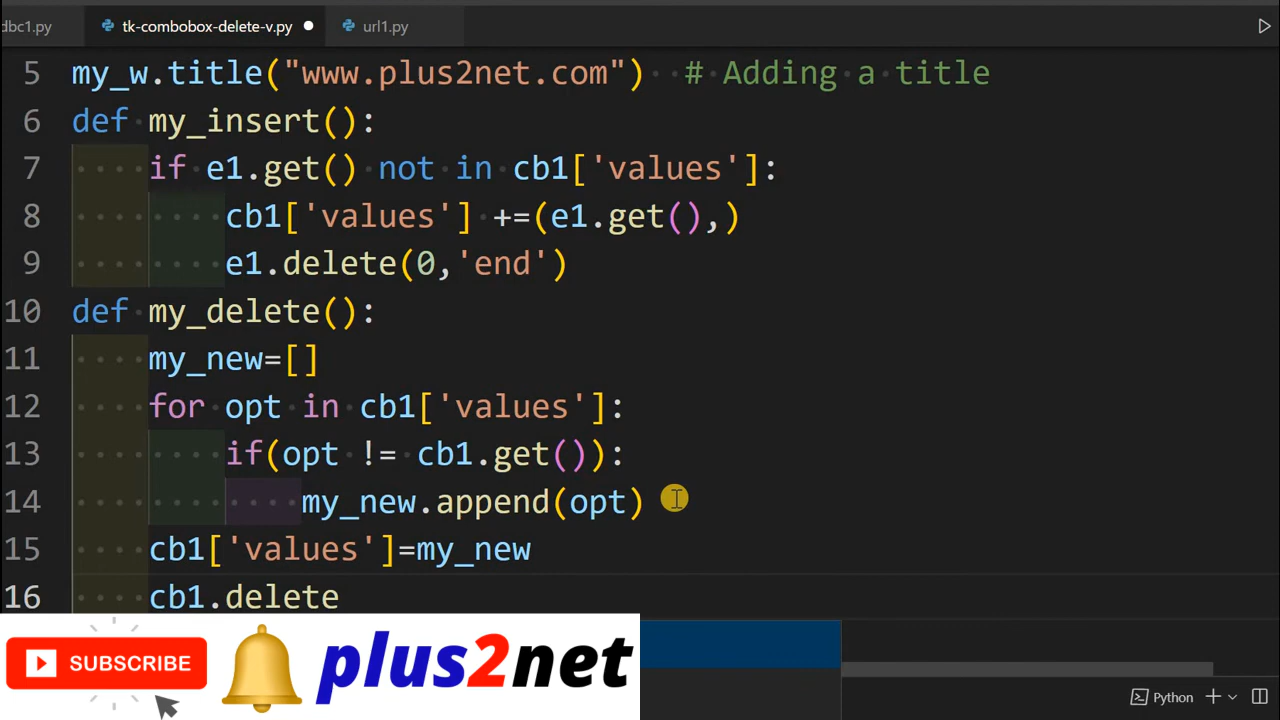 dbc1.py tk-combobox-delete-v.py url1.py
5 my_w.title("www.plus2net.com") # Adding a title
6 def my_insert():
7 if e1.get() not in cb1['values']:
8 cb1['values'] +=(e1.get(),)
9 e1.delete(0,'end')
10 def my_delete():
11 my_new=[]
12 for opt in cb1['values']:
13 if(opt != cb1.get()):
14 my_new.append(opt)
15 cb1['values']=my_new
16 cb1.delete
SUBSCRIBE plus2net
Python